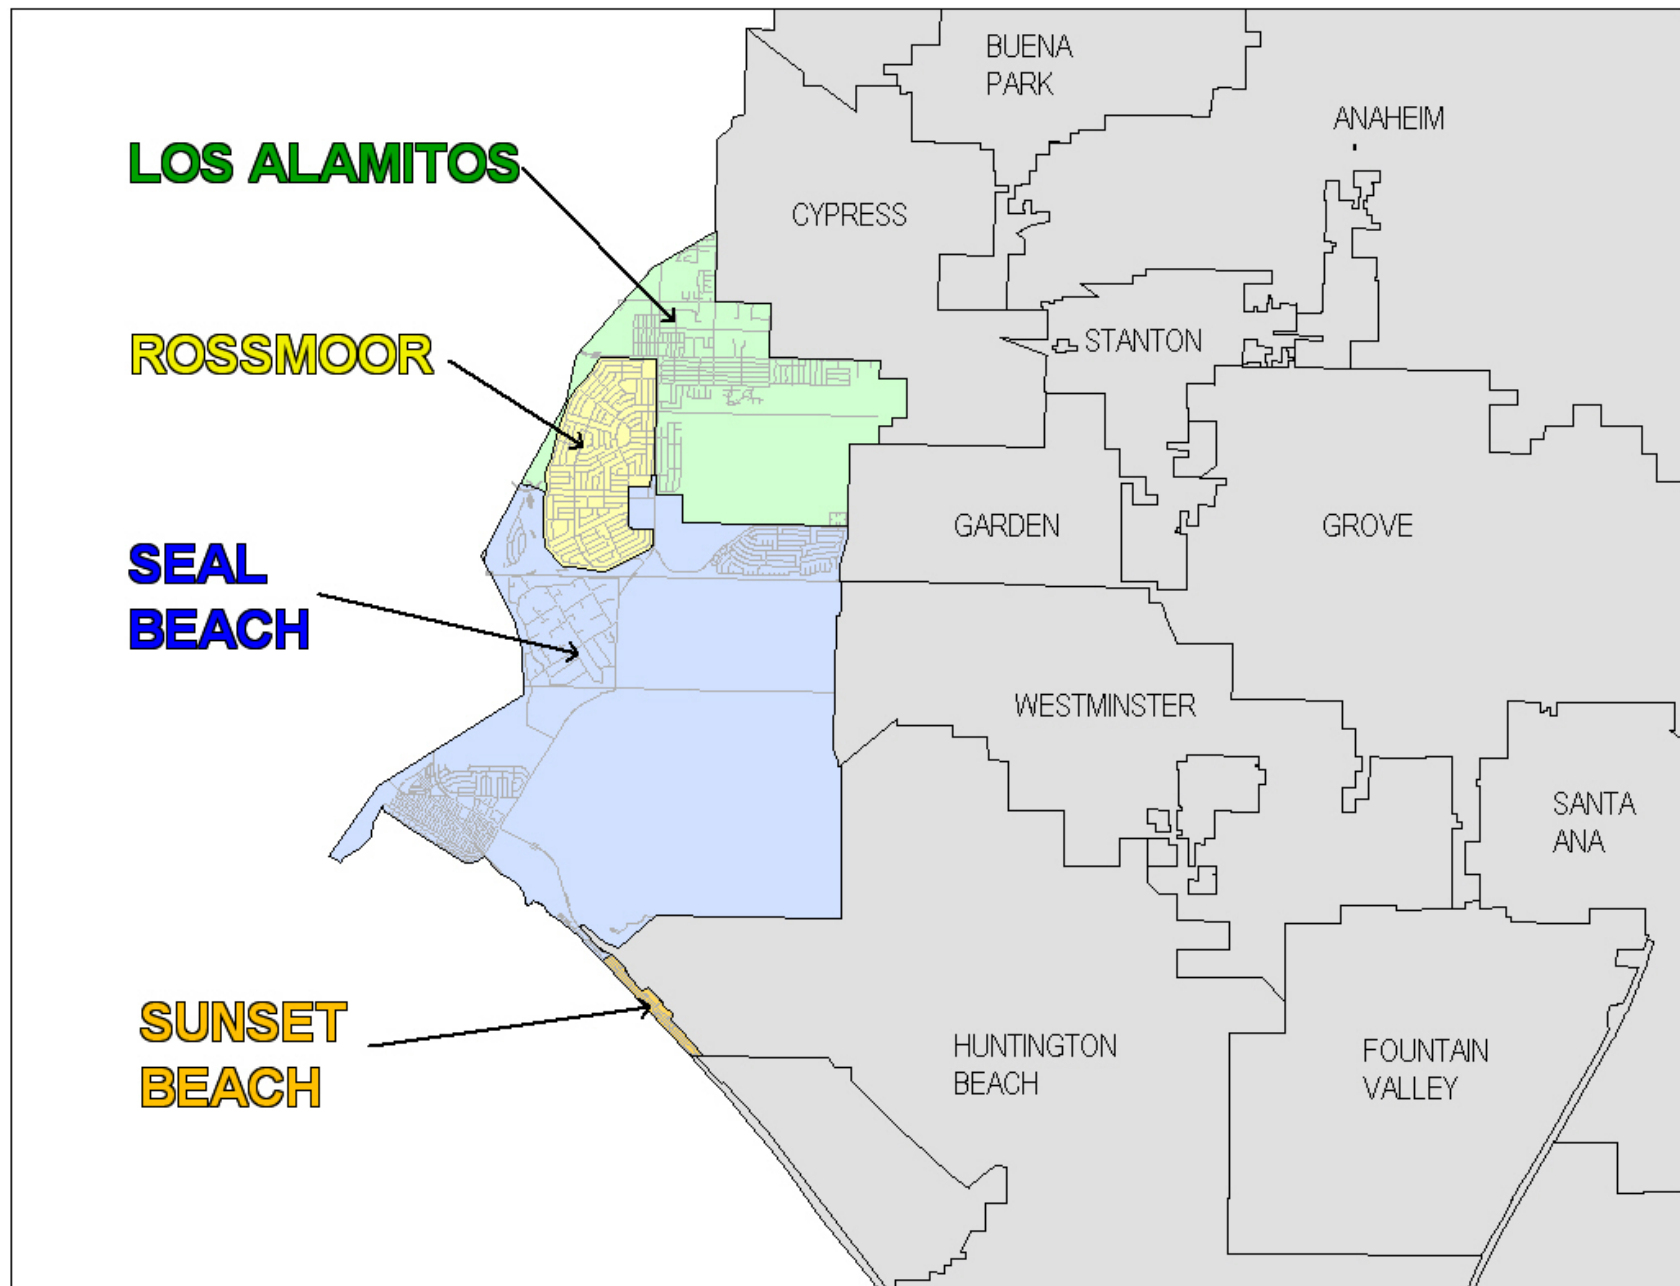 BUENA
PARK
ANAHEIM
LOS ALAMITOS
CYPRESS
ROSSMOOR
STANTON
GARDEN
GROVE
SEAL
BEACH
WESTMINSTER
SANTA
ANA
SUNSET
BEACH
HUNTINGTON
BEACH
FOUNTAIN
VALLEY